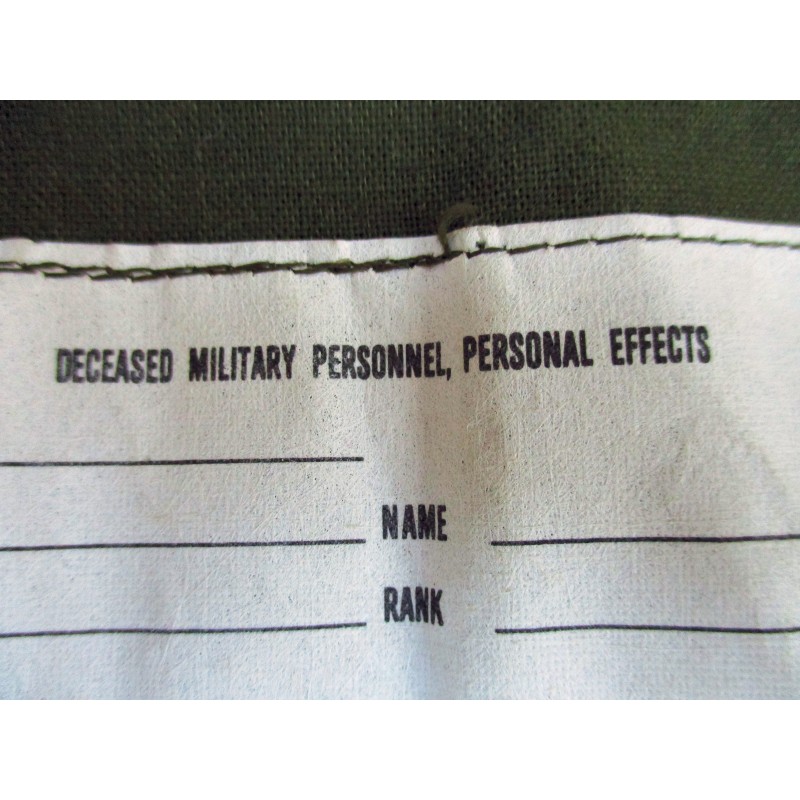 DECEASED MILITARY PERSONNEL, PERSONAL EFFECTS
NAME
RANK